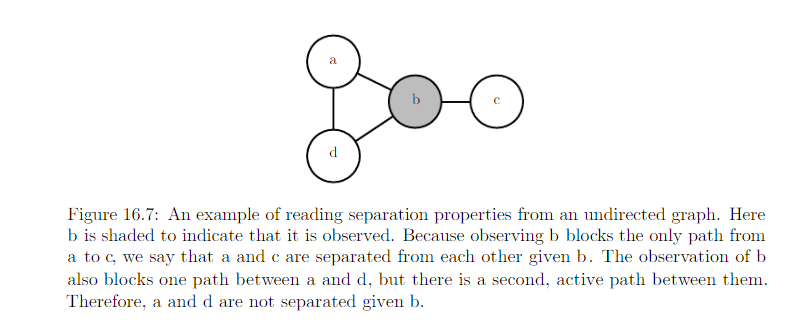 a
b
c
d
Figure 16.7: An example of reading separation properties from an undirected graph. Here
b is shaded to indicate that it is observed. Because observing b blocks the only path from
a to c, we say that a and c are separated from each other given b. The observation of b
also blocks one path between a and d, but there is a second, active path between them.
Therefore, a and d are not separated given b.